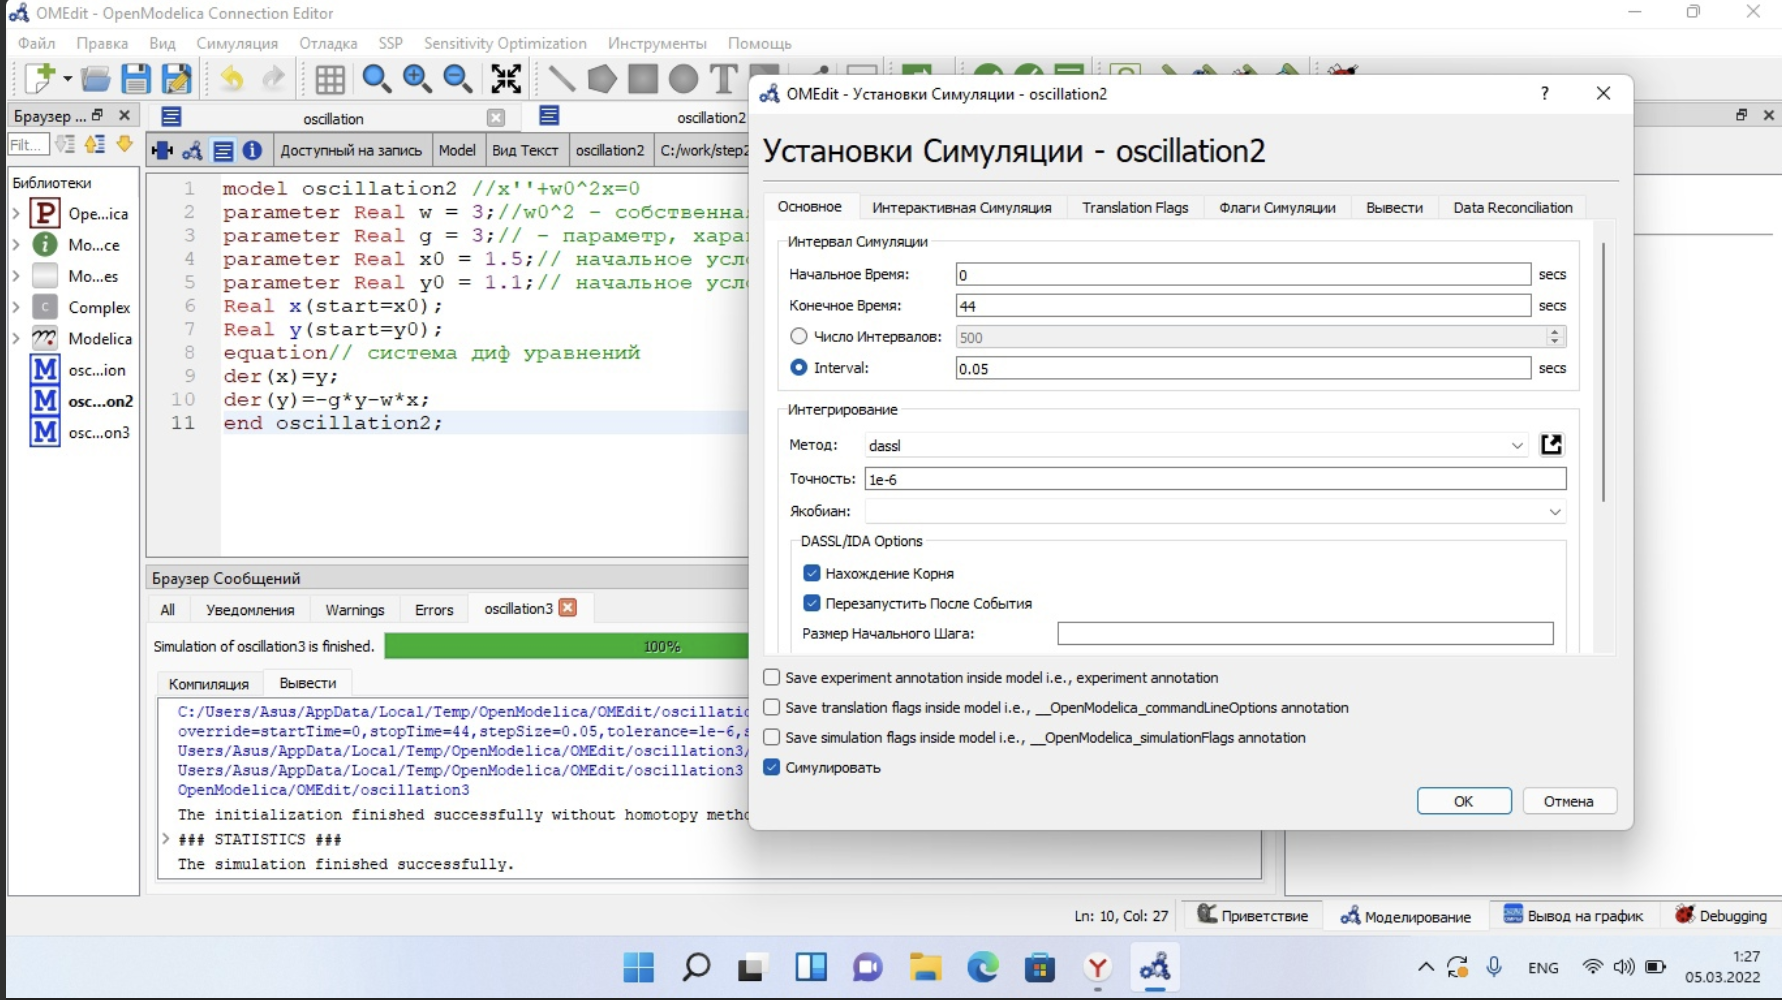 OMEdit - OpenModelica Connection Editor
Файл Правка Вид Симуляция Отладка SSP Sensitivity Optimization Инструменты Помощь
Браузер ...
oscillation
oscillation2
Filt...
Доступный на запись Model Вид Текст oscillation2 C:/work/step2
Библиотеки
Ope...ica
Mo...ce
Mo...es
Complex
Modelica
osc...ion
osc...on2
osc...on3
1 model oscillation2 //x''+w0^2x=0
2 parameter Real w = 3;//w0^2 - собственна
3 parameter Real g = 3;// - параметр, хара
4 parameter Real x0 = 1.5;// начальное усл
5 parameter Real y0 = 1.1;// начальное усл
6 Real x(start=x0);
7 Real y(start=y0);
8 equation// система диф уравнений
9 der(x)=y;
10 der(y)=-g*y-w*x;
11 end oscillation2;
Браузер Сообщений
All Уведомления Warnings Errors oscillation3
Simulation of oscillation3 is finished. 100%
Компиляция Вывести
C:/Users/Asus/AppData/Local/Temp/OpenModelica/OMEdit/oscillatio
override=startTime=0,stopTime=44,stepSize=0.05,tolerance=1e-6,s
Users/Asus/AppData/Local/Temp/OpenModelica/OMEdit/oscillation3/
Users/Asus/AppData/Local/Temp/OpenModelica/OMEdit/oscillation3
OpenModelica/OMEdit/oscillation3
The initialization finished successfully without homotopy metho
### STATISTICS ###
The simulation finished successfully.
OMEdit - Установки Симуляции - oscillation2
Установки Симуляции - oscillation2
Основное Интерактивная Симуляция Translation Flags Флаги Симуляции Вывести Data Reconciliation
Интервал Симуляции
Начальное Время: 0 secs
Конечное Время: 44 secs
Число Интервалов: 500
Interval: 0.05 secs
Интегрирование
Метод: dassl
Точность: 1e-6
Якобиан:
DASSL/IDA Options
Нахождение Корня
Перезапустить После События
Размер Начального Шага:
Save experiment annotation inside model i.e., experiment annotation
Save translation flags inside model i.e., __OpenModelica_commandLineOptions annotation
Save simulation flags inside model i.e., __OpenModelica_simulationFlags annotation
Симулировать
OK Отмена
Ln: 10, Col: 27 Приветствие Моделирование Вывод на график Debugging
ENG
1:27
05.03.2022